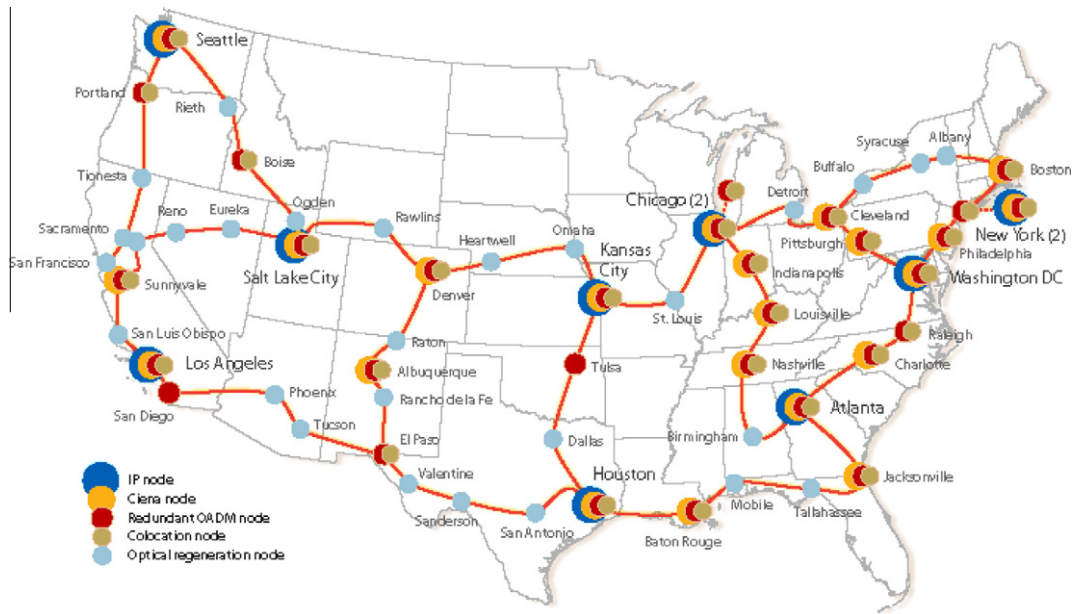 Seattle
Portland
Rieth
Boise
Tionesta
Ogden
Reno
Eureka
Rawlins
Sacramento
San Francisco
Salt Lake City
Sunnyvale
Denver
Heartwell
Omaha
Kansas
City
Chicago (2)
Detroit
Buffalo
Syracuse
Albany
Boston
Cleveland
New York (2)
Pittsburgh
Philadelphia
Washington DC
Indianapolis
St. Louis
Louisville
Raleigh
San Luis Obispo
Los Angeles
Raton
Albuquerque
Tulsa
Nashville
Charlotte
San Diego
Phoenix
Rancho de la Fe
Tucson
El Paso
Dallas
Birmingham
Atlanta
Valentine
Houston
Jacksonville
Sanderson
San Antonio
Baton Rouge
Mobile
Tallahassee
IP node
Ciena node
Redundant OADM node
Colocation node
Optical regeneration node